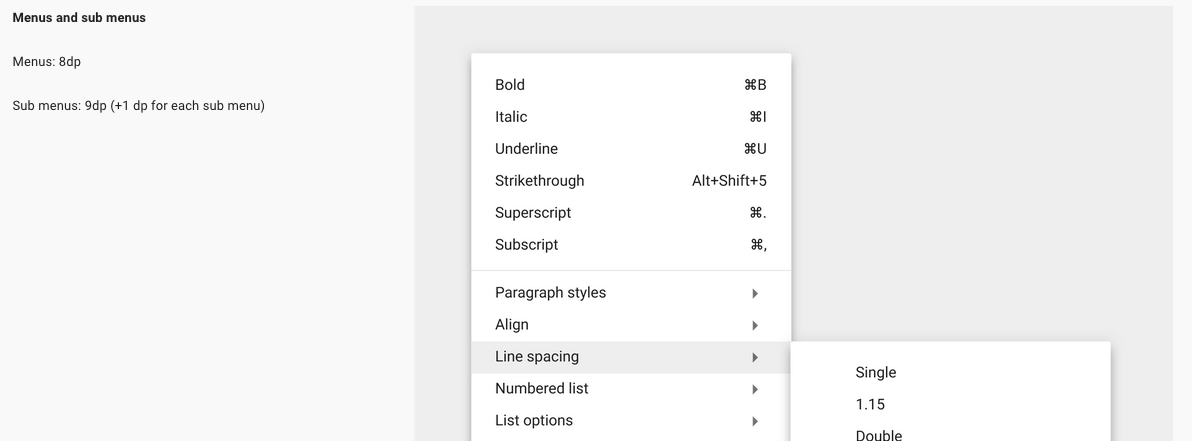 Menus and sub menus
Menus: 8dp
Sub menus: 9dp (+1 dp for each sub menu)
Bold ⌘B
Italic ⌘I
Underline ⌘U
Strikethrough Alt+Shift+5
Superscript ⌘.
Subscript ⌘,
Paragraph styles
Align
Line spacing
Numbered list
List options
Single
1.15
Double